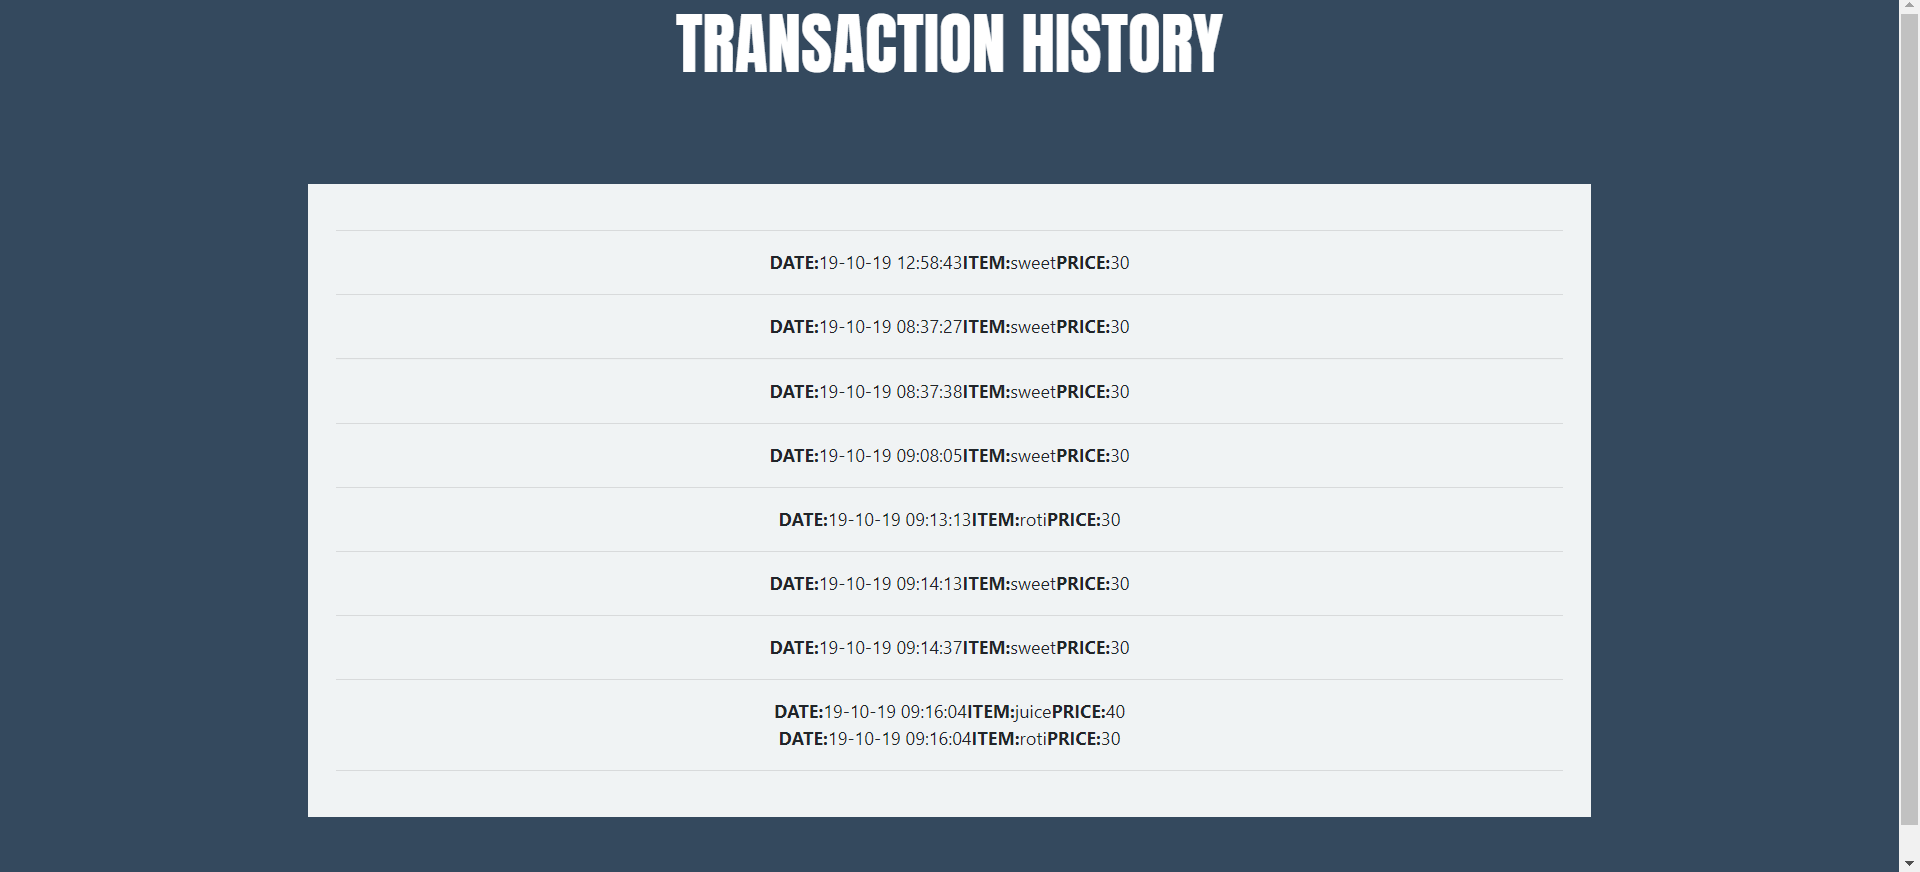 TRANSACTION HISTORY
DATE:19-10-19 12:58:43ITEM:sweetPRICE:30
DATE:19-10-19 08:37:27ITEM:sweetPRICE:30
DATE:19-10-19 08:37:38ITEM:sweetPRICE:30
DATE:19-10-19 09:08:05ITEM:sweetPRICE:30
DATE:19-10-19 09:13:13ITEM:rotiPRICE:30
DATE:19-10-19 09:14:13ITEM:sweetPRICE:30
DATE:19-10-19 09:14:37ITEM:sweetPRICE:30
DATE:19-10-19 09:16:04ITEM:juicePRICE:40
DATE:19-10-19 09:16:04ITEM:rotiPRICE:30